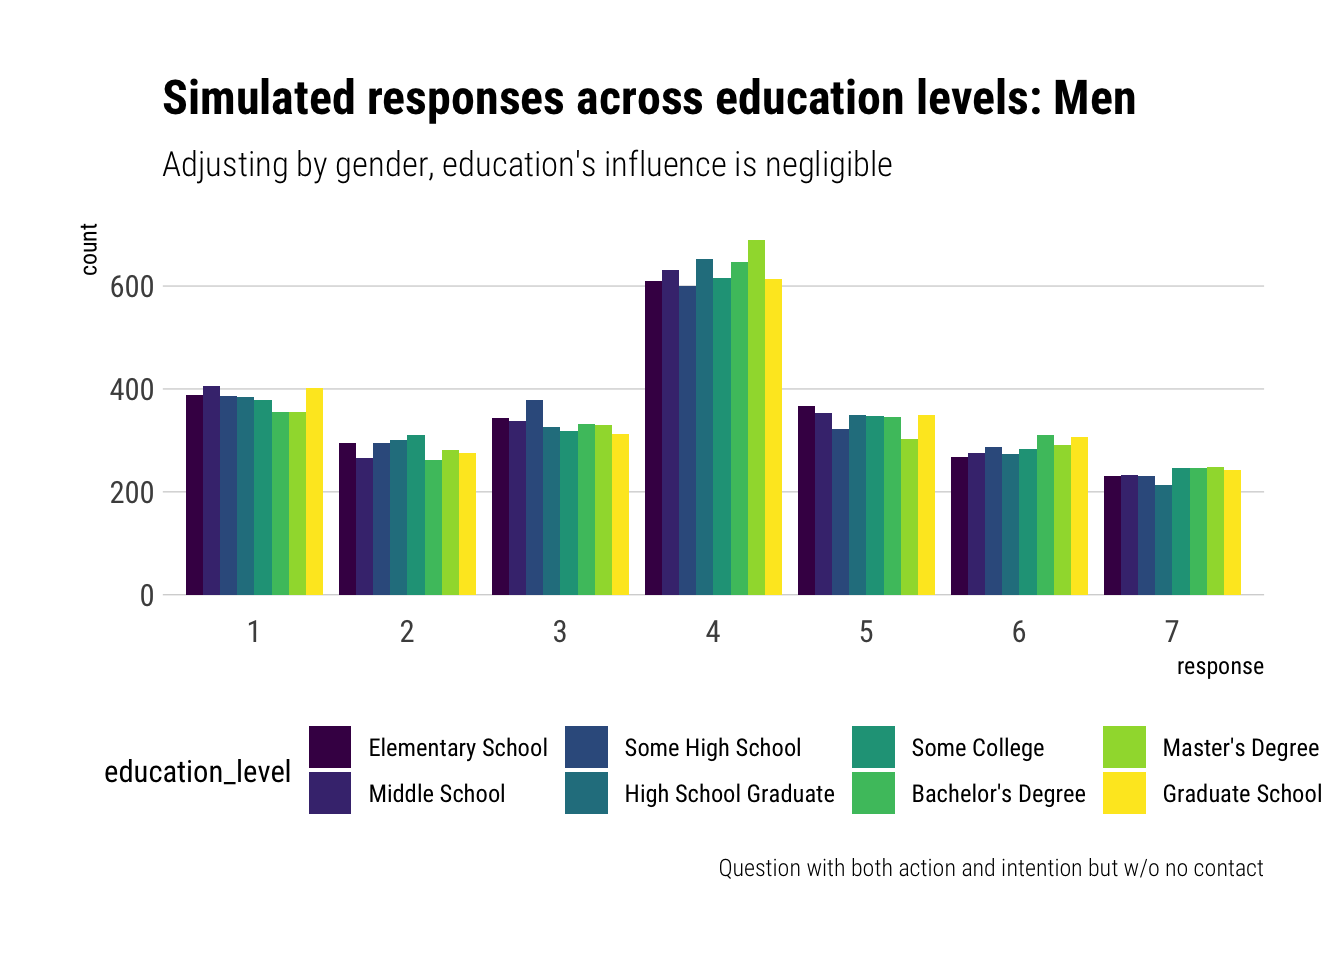 Simulated responses across education levels: Men
Adjusting by gender, education's influence is negligible
count
600
400
200
0
1 2 3 4 5 6 7
response
education_level
Elementary School Some High School Some College Master's Degree
Middle School High School Graduate Bachelor's Degree Graduate School
Question with both action and intention but w/o no contact